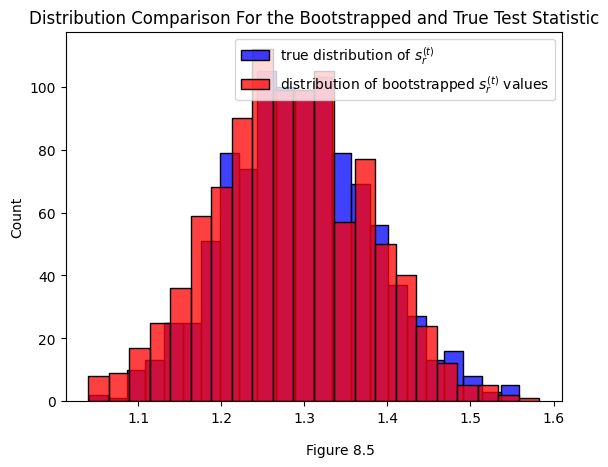 Distribution Comparison For the Bootstrapped and True Test Statistic
true distribution of $s_r^{(t)}$
distribution of bootstrapped $s_r^{(t)}$ values
Count
100
80
60
40
20
0
1.1 1.2 1.3 1.4 1.5 1.6
Figure 8.5